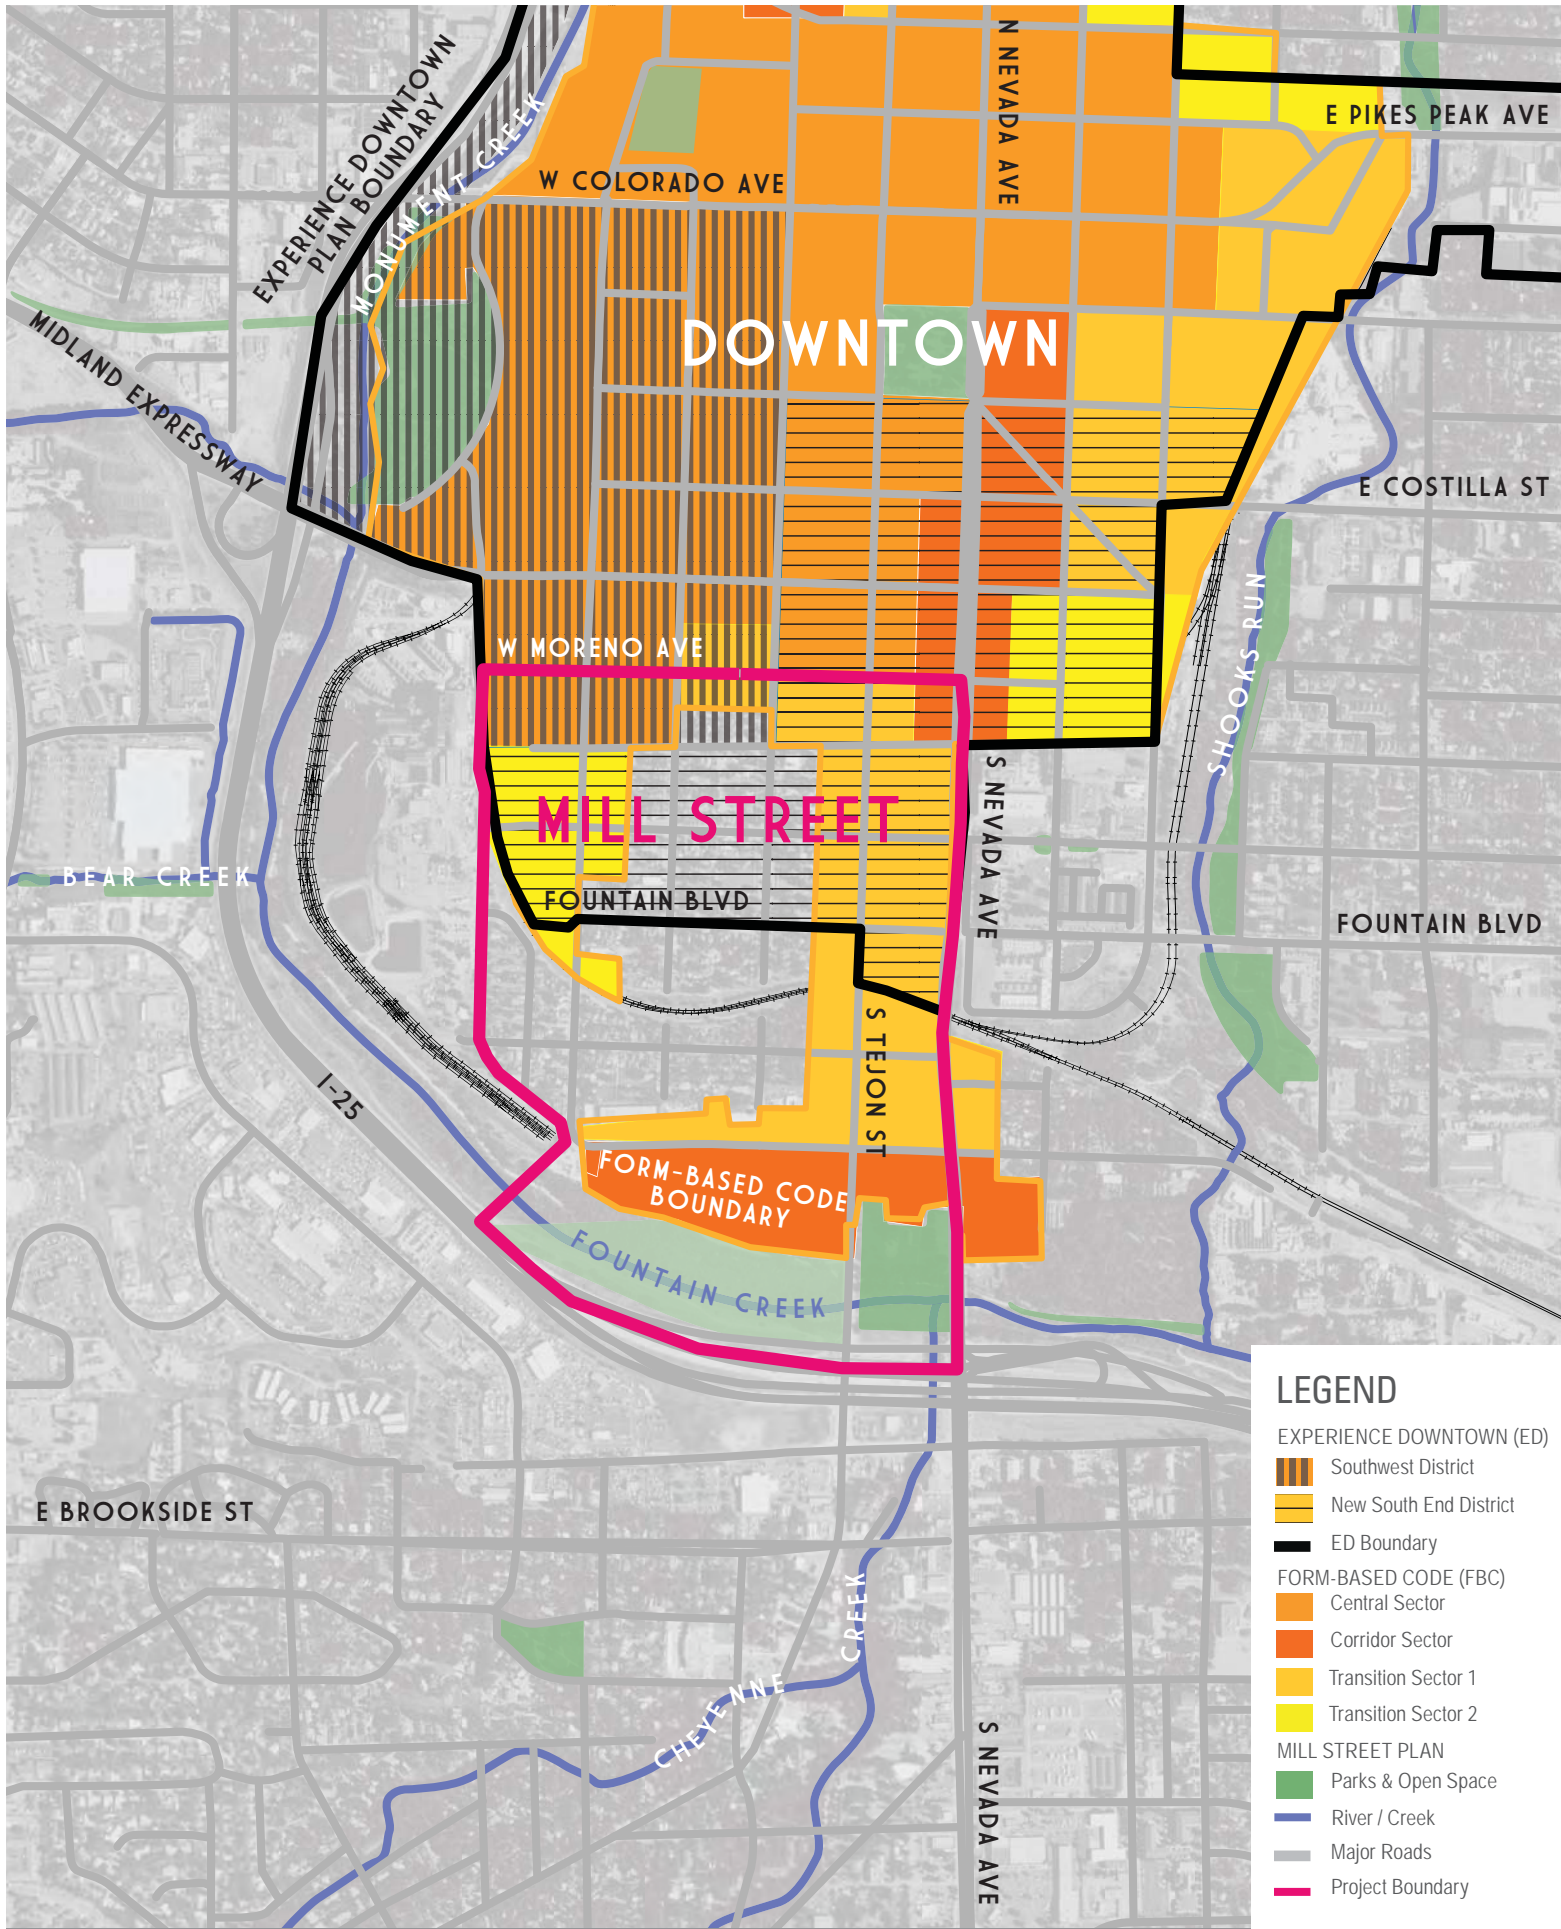 N NEVADA AVE
EXPERIENCE DOWNTOWN
PLAN BOUNDARY
E PIKES PEAK AVE
MONUMENT CREEK
W COLORADO AVE
MIDLAND EXPRESSWAY
DOWNTOWN
E COSTILLA ST
SHOOKS RUN
W MORENO AVE
MILL STREET
S NEVADA AVE
BEAR CREEK
FOUNTAIN BLVD
FOUNTAIN BLVD
I-25
S TEJON ST
FORM-BASED CODE
BOUNDARY
FOUNTAIN CREEK
E BROOKSIDE ST
CHEYENNE CREEK
S NEVADA AVE
LEGEND
EXPERIENCE DOWNTOWN (ED)
Southwest District
New South End District
ED Boundary
FORM-BASED CODE (FBC)
Central Sector
Corridor Sector
Transition Sector 1
Transition Sector 2
MILL STREET PLAN
Parks & Open Space
River / Creek
Major Roads
Project Boundary